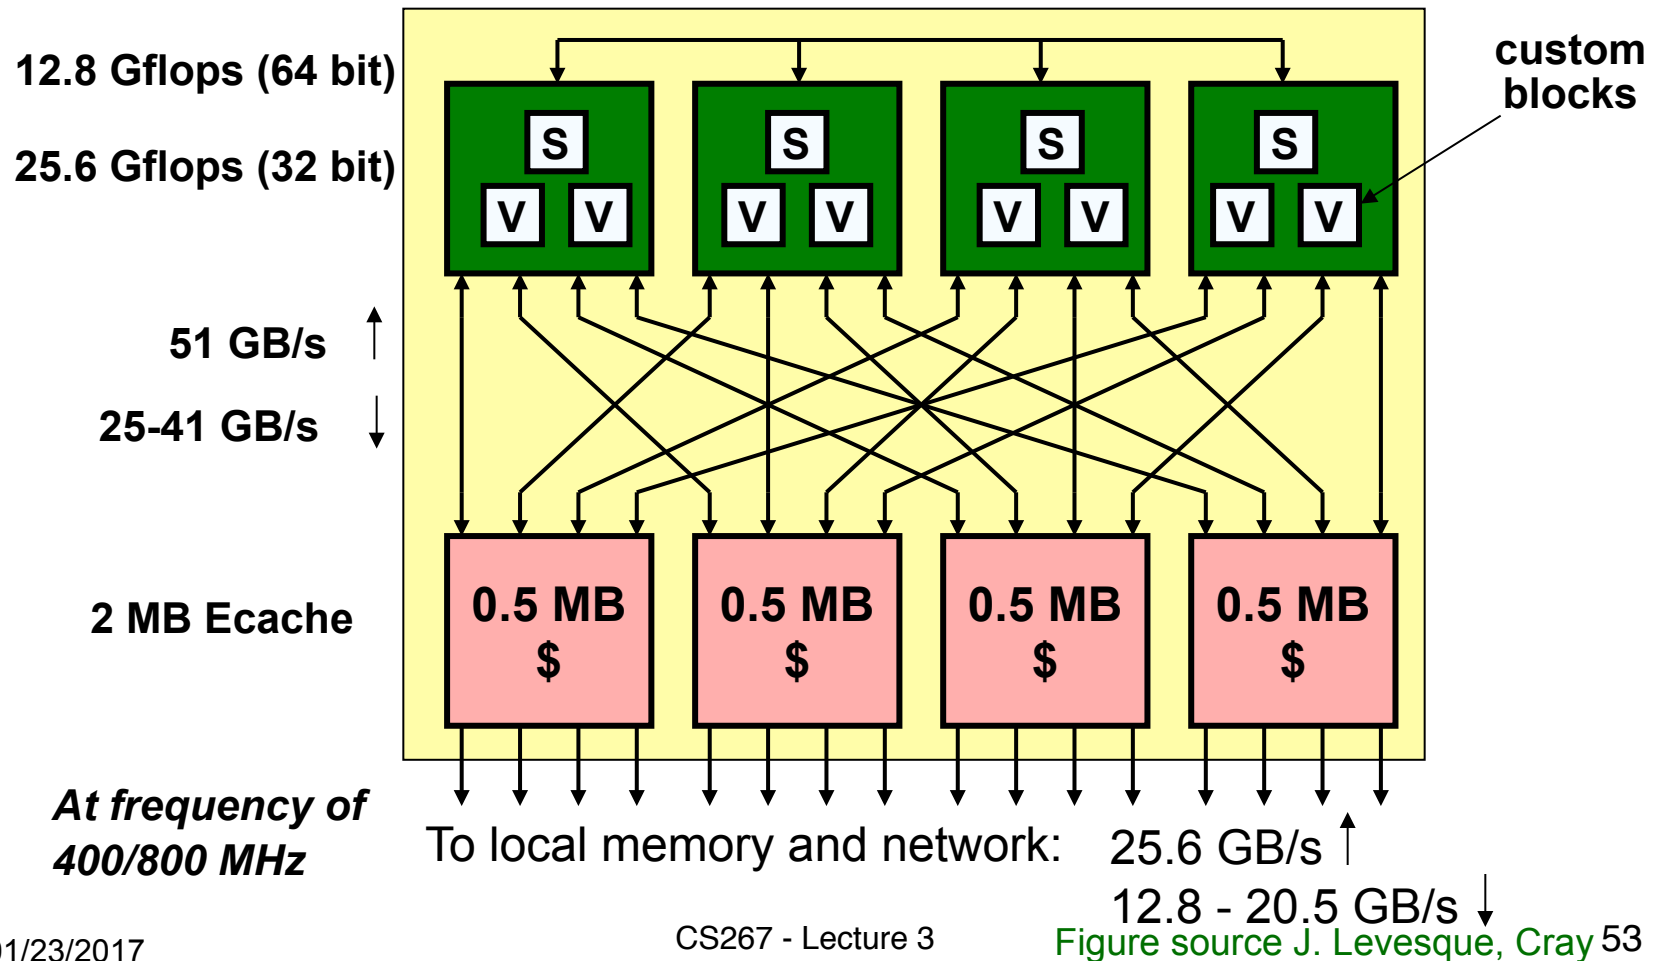 12.8 Gflops (64 bit)
25.6 Gflops (32 bit)
custom
blocks
S S S S
V V V V V V V V
51 GB/s
25-41 GB/s
2 MB Ecache
0.5 MB 0.5 MB 0.5 MB 0.5 MB
$ $ $ $
At frequency of
400/800 MHz
To local memory and network: 25.6 GB/s
12.8 - 20.5 GB/s
01/23/2017
CS267 - Lecture 3
Figure source J. Levesque, Cray
53